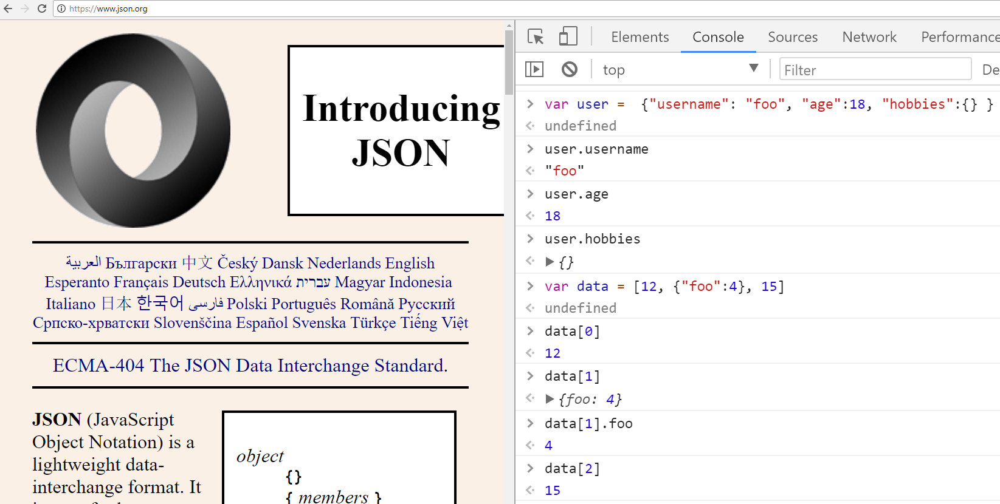 https://www.json.org
Introducing
JSON
العربية Български 中文 Český Dansk Nederlands English
Esperanto Français Deutsch Ελληνικά עברית Magyar Indonesia
Italiano 日本 한국어 فارسی Polski Português Română Русский
Српско-хрватски Slovenščina Español Svenska Türkçe Tiếng Việt
ECMA-404 The JSON Data Interchange Standard.
JSON (JavaScript
Object Notation) is a
lightweight data-
interchange format. It
object
{}
{ members }
Elements Console Sources Network Performance
top Filter De
var user =  {"username": "foo", "age":18, "hobbies":{} }
undefined
user.username
"foo"
user.age
18
user.hobbies
{}
var data = [12, {"foo":4}, 15]
undefined
data[0]
12
data[1]
{foo: 4}
data[1].foo
4
data[2]
15